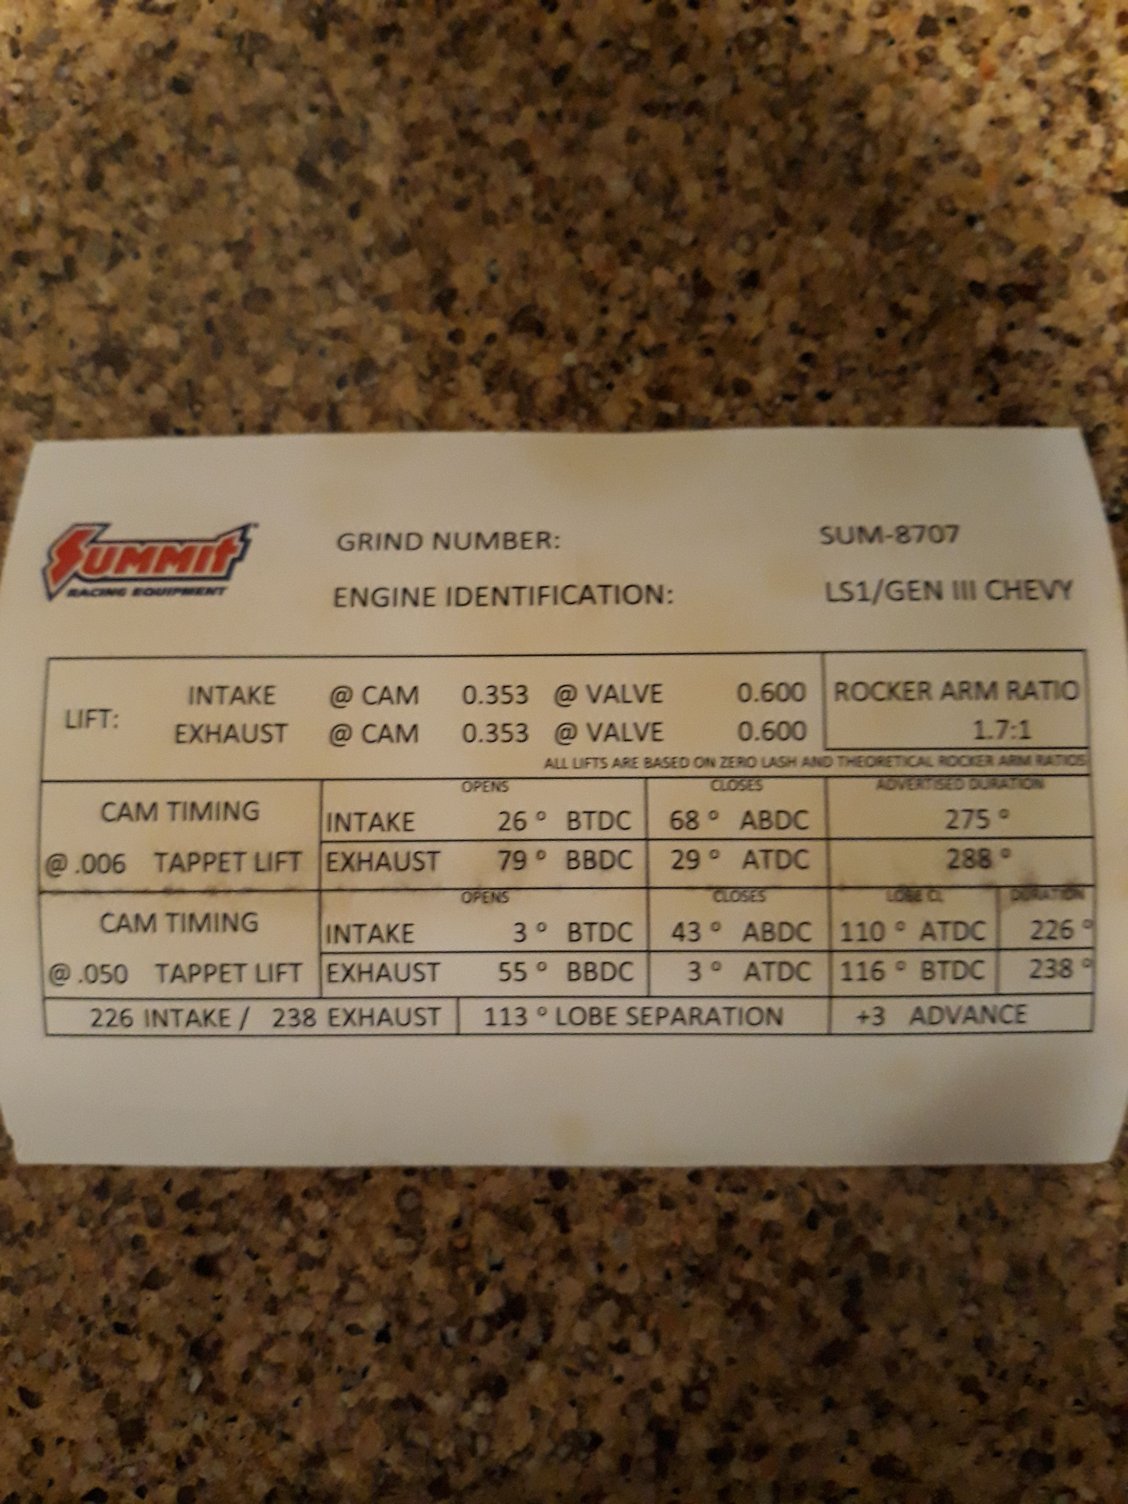 SUMMIT™ GRIND NUMBER: SUM-8707
RACING EQUIPMENT
ENGINE IDENTIFICATION: LS1/GEN III CHEVY
LIFT: INTAKE @ CAM 0.353 @ VALVE 0.600 ROCKER ARM RATIO
EXHAUST @ CAM 0.353 @ VALVE 0.600 1.7:1
ALL LIFTS ARE BASED ON ZERO LASH AND THEORETICAL ROCKER ARM RATIOS
OPENS CLOSES ADVERTISED DURATION
CAM TIMING INTAKE 26 ° BTDC 68 ° ABDC 275 °
@ .006 TAPPET LIFT EXHAUST 79 ° BBDC 29 ° ATDC 288 °
OPENS CLOSES LOBE CL DURATION
CAM TIMING INTAKE 3 ° BTDC 43 ° ABDC 110 ° ATDC 226 °
@ .050 TAPPET LIFT EXHAUST 55 ° BBDC 3 ° ATDC 116 ° BTDC 238 °
226 INTAKE / 238 EXHAUST 113 ° LOBE SEPARATION +3 ADVANCE